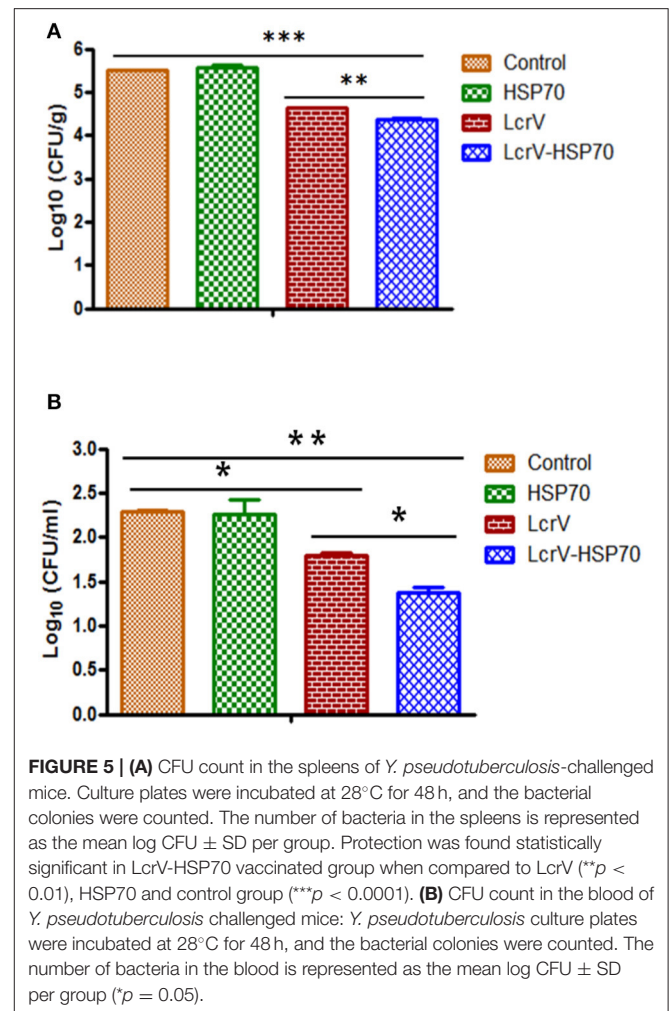 A
***
**
Log10 (CFU/g)
6
5
4
3
2
1
0
Control
HSP70
LcrV
LcrV-HSP70
B
**
*
*
Log10 (CFU/ml)
3.0
2.5
2.0
1.5
1.0
0.5
0.0
Control
HSP70
LcrV
LcrV-HSP70
FIGURE 5 | (A) CFU count in the spleens of Y. pseudotuberculosis-challenged
mice. Culture plates were incubated at 28°C for 48 h, and the bacterial
colonies were counted. The number of bacteria in the spleens is represented
as the mean log CFU ± SD per group. Protection was found statistically
significant in LcrV-HSP70 vaccinated group when compared to LcrV (**p <
0.01), HSP70 and control group (***p < 0.0001). (B) CFU count in the blood of
Y. pseudotuberculosis challenged mice: Y. pseudotuberculosis culture plates
were incubated at 28°C for 48 h, and the bacterial colonies were counted. The
number of bacteria in the blood is represented as the mean log CFU ± SD
per group (*p = 0.05).